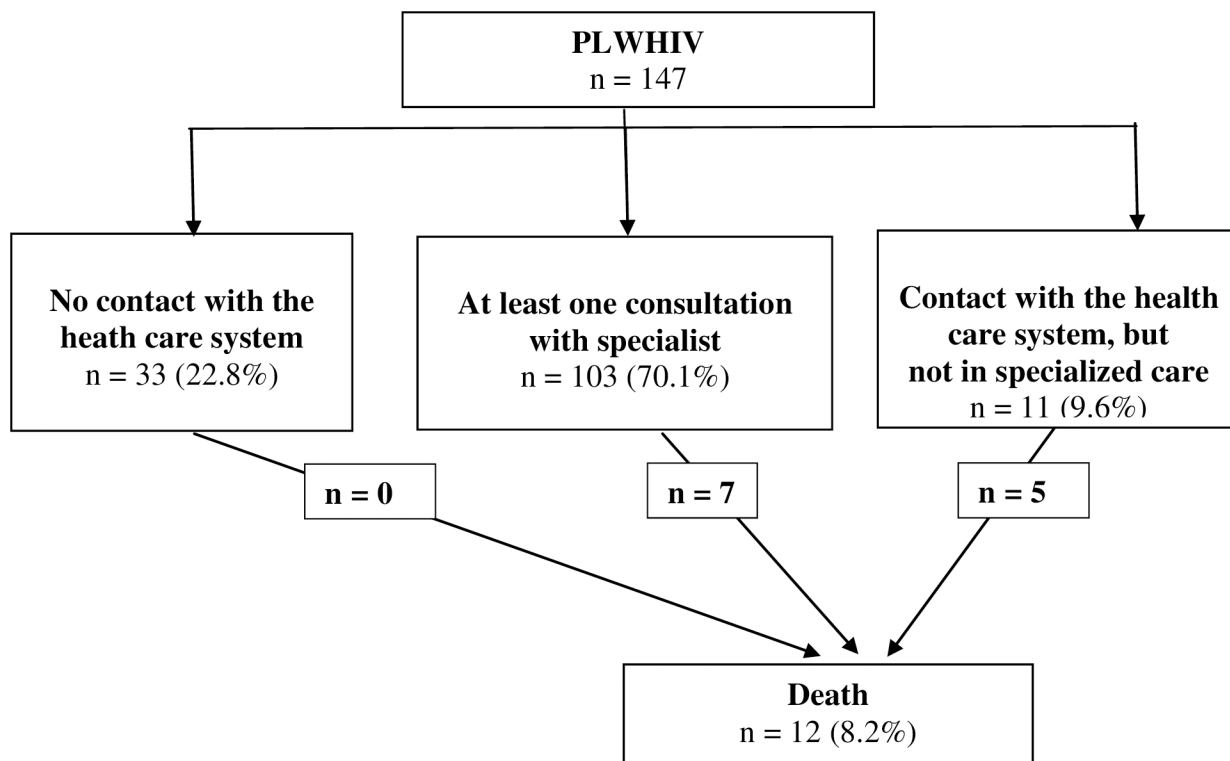 PLWHIV
n = 147
No contact with the
heath care system
n = 33 (22.8%)
At least one consultation
with specialist
n = 103 (70.1%)
Contact with the health
care system, but
not in specialized care
n = 11 (9.6%)
n = 0
n = 7
n = 5
Death
n = 12 (8.2%)